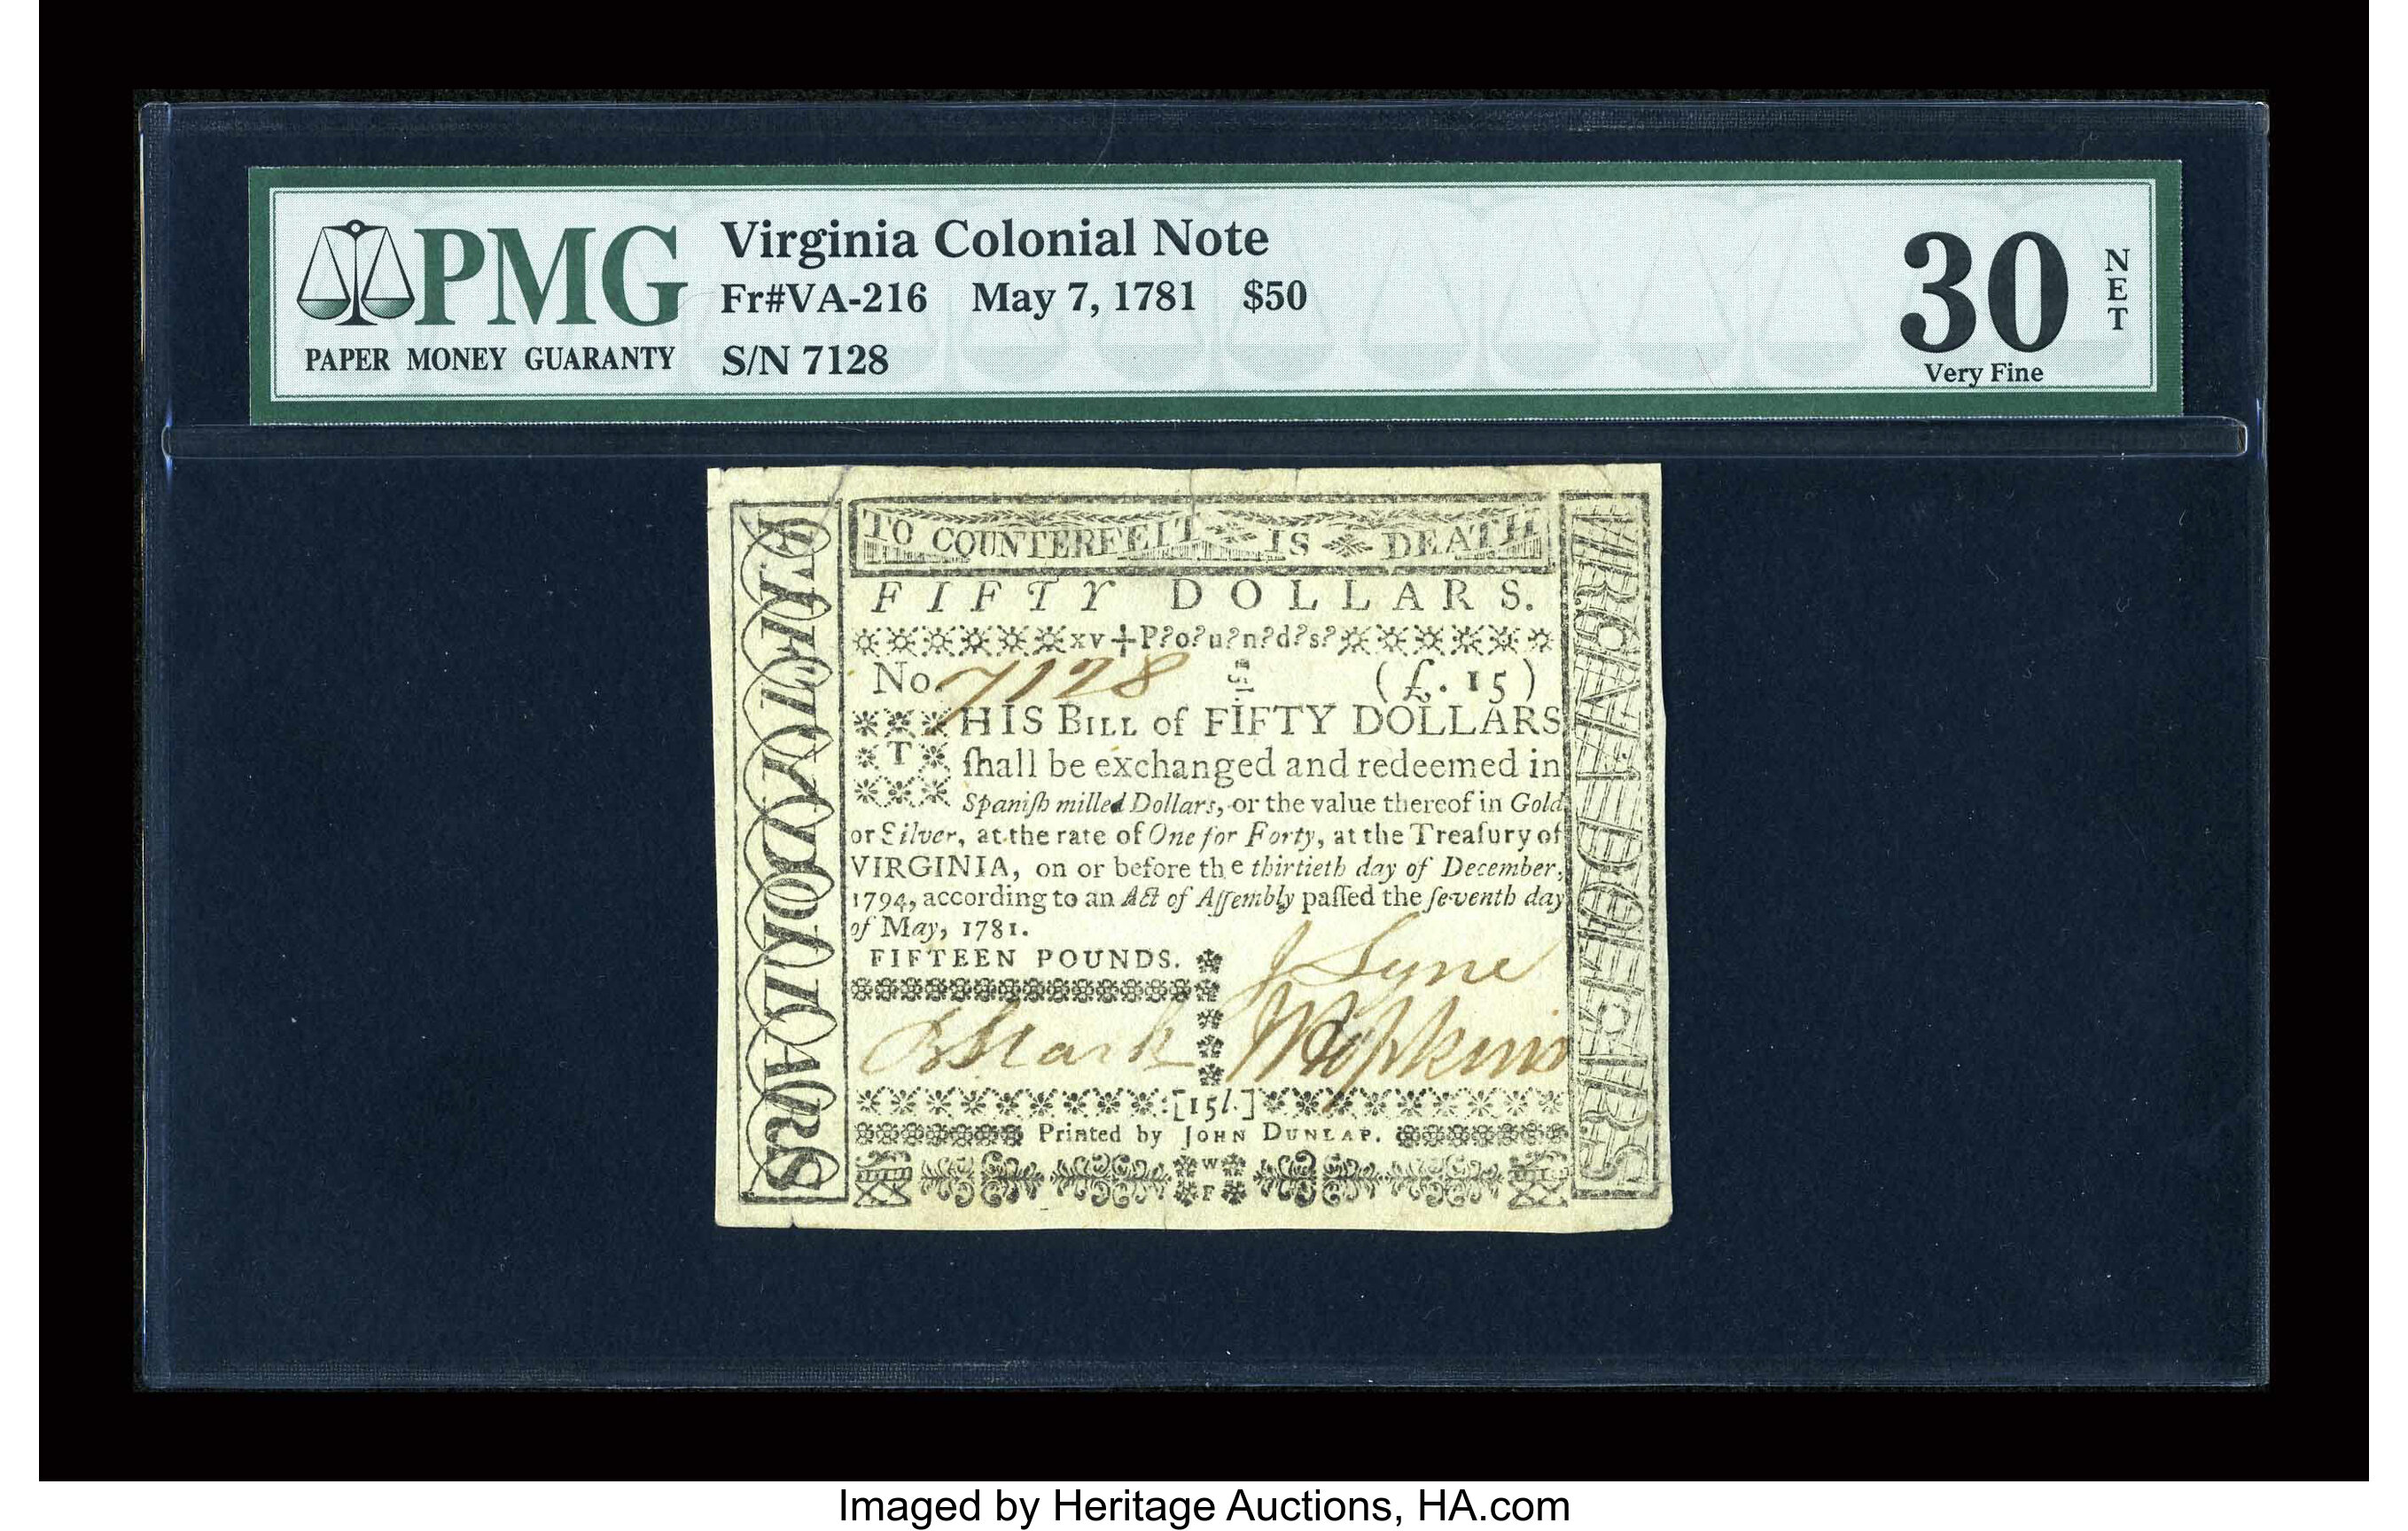 PMG
PAPER MONEY GUARANTY
Virginia Colonial Note
Fr#VA-216 May 7, 1781 $50
S/N 7128
30
NET
Very Fine
TO COUNTERFEIT IS DEATH
FIFTY DOLLARS
VIRGINIA
FIFTY DOLLARS.
xv P?o?u?n?d?s?
No. 7128 15l. (£. 15)
THIS BILL of FIFTY DOLLARS
ſhall be exchanged and redeemed in
Spaniſh milled Dollars, or the value thereof in Gold
or Silver, at the rate of One for Forty, at the Treaſury of
VIRGINIA, on or before the thirtieth day of December,
1794, according to an Act of Aſſembly paſſed the ſeventh day
of May, 1781.
FIFTEEN POUNDS.
J Lyne
B Stark
W Hopkins
:[15l.]
Printed by JOHN DUNLAP.
W
F
Imaged by Heritage Auctions, HA.com